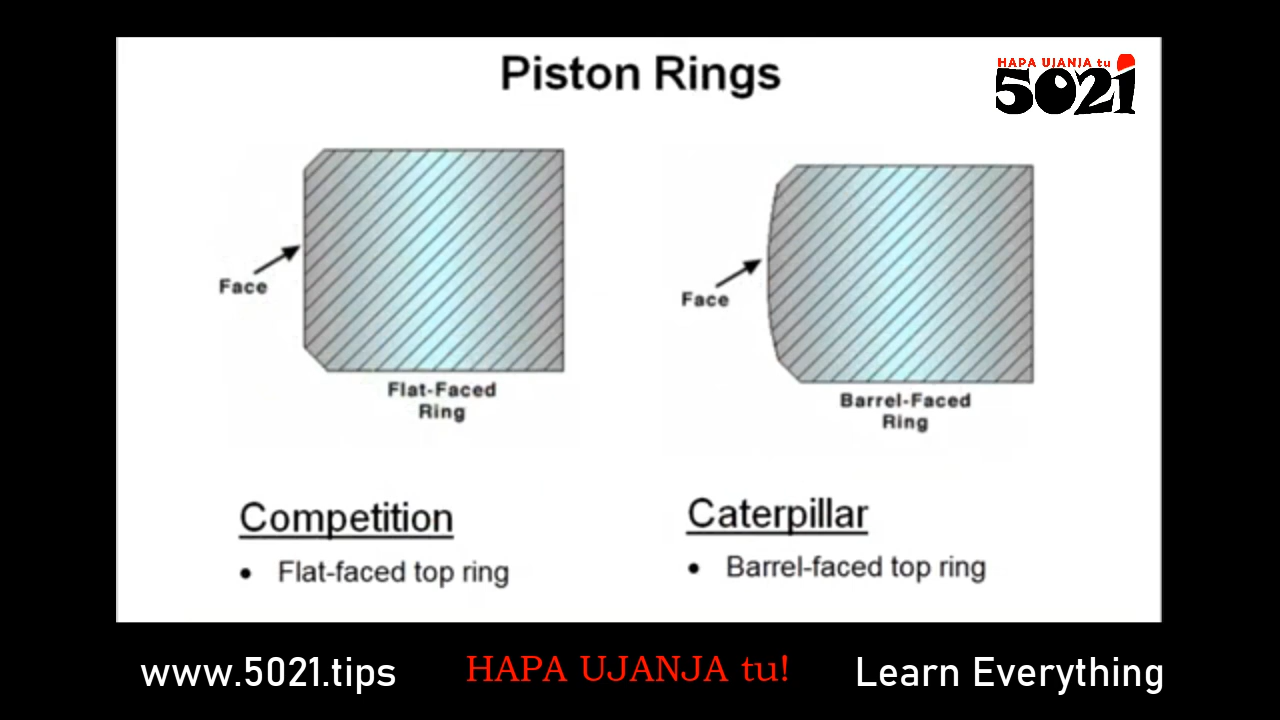 Piston Rings
HAPA UJANJA tu
5021
Face
Flat-Faced
Ring
Face
Barrel-Faced
Ring
Competition
• Flat-faced top ring
Caterpillar
• Barrel-faced top ring
www.5021.tips
HAPA UJANJA tu!
Learn Everything